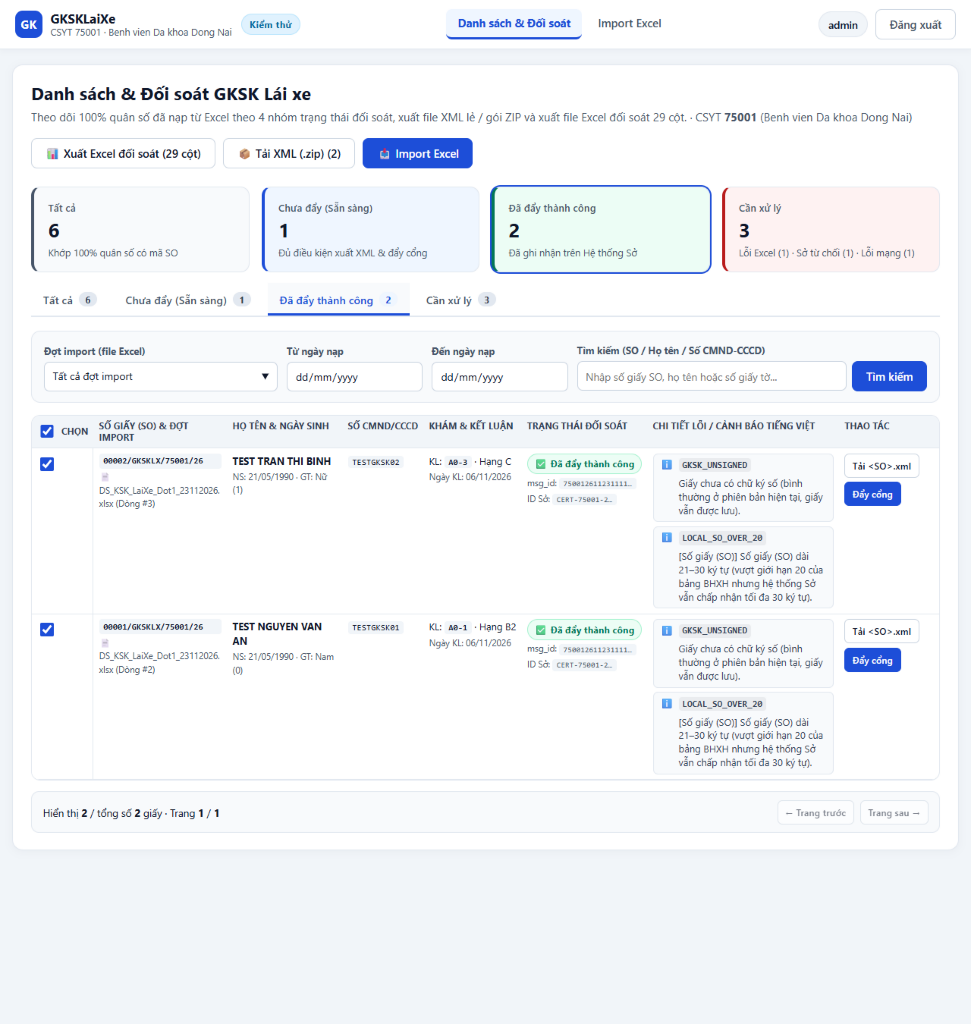 GK
GKSKLaiXe
CSYT 75001 · Benh vien Da khoa Dong Nai
Kiểm thử
Danh sách & Đối soát
Import Excel
admin
Đăng xuất
Danh sách & Đối soát GKSK Lái xe
Theo dõi 100% quân số đã nạp từ Excel theo 4 nhóm trạng thái đối soát, xuất file XML lẻ / gói ZIP và xuất file Excel đối soát 29 cột. · CSYT 75001 (Benh vien Da khoa Dong Nai)
Xuất Excel đối soát (29 cột)
Tải XML (.zip) (2)
Import Excel
Tất cả
6
Khớp 100% quân số có mã SO
Chưa đẩy (Sẵn sàng)
1
Đủ điều kiện xuất XML & đẩy cổng
Đã đẩy thành công
2
Đã ghi nhận trên Hệ thống Sở
Cần xử lý
3
Lỗi Excel (1) · Sở từ chối (1) · Lỗi mạng (1)
Tất cả 6
Chưa đẩy (Sẵn sàng) 1
Đã đẩy thành công 2
Cần xử lý 3
Đợt import (file Excel)
Tất cả đợt import
Từ ngày nạp
dd/mm/yyyy
Đến ngày nạp
dd/mm/yyyy
Tìm kiếm (SO / Họ tên / Số CMND-CCCD)
Nhập số giấy SO, họ tên hoặc số giấy tờ...
Tìm kiếm
CHỌN
SỐ GIẤY (SO) & ĐỢT
IMPORT
HỌ TÊN & NGÀY SINH
SỐ CMND/CCCD
KHÁM & KẾT LUẬN
TRẠNG THÁI ĐỐI SOÁT
CHI TIẾT LỖI / CẢNH BÁO TIẾNG VIỆT
THAO TÁC
00002/GKSKLX/75001/26
DS_KSK_LaiXe_Dot1_23112026.
xlsx (Dòng #3)
TEST TRAN THI BINH
NS: 21/05/1990 · GT: Nữ
(1)
TESTGKSK02
KL: A0-3 · Hạng C
Ngày KL: 06/11/2026
Đã đẩy thành công
msg_id: 750012611231111…
ID Sở: CERT-75001-2…
GKSK_UNSIGNED
Giấy chưa có chữ ký số (bình
thường ở phiên bản hiện tại, giấy
vẫn được lưu).
LOCAL_SO_OVER_20
[Số giấy (SO)] Số giấy (SO) dài
21–30 ký tự (vượt giới hạn 20 của
bảng BHXH nhưng hệ thống Sở
vẫn chấp nhận tối đa 30 ký tự).
Tải <SO>.xml
Đẩy cổng
00001/GKSKLX/75001/26
DS_KSK_LaiXe_Dot1_23112026.
xlsx (Dòng #2)
TEST NGUYEN VAN
AN
NS: 21/05/1990 · GT: Nam
(0)
TESTGKSK01
KL: A0-1 · Hạng B2
Ngày KL: 06/11/2026
Đã đẩy thành công
msg_id: 750012611231111…
ID Sở: CERT-75001-2…
GKSK_UNSIGNED
Giấy chưa có chữ ký số (bình
thường ở phiên bản hiện tại, giấy
vẫn được lưu).
LOCAL_SO_OVER_20
[Số giấy (SO)] Số giấy (SO) dài
21–30 ký tự (vượt giới hạn 20 của
bảng BHXH nhưng hệ thống Sở
vẫn chấp nhận tối đa 30 ký tự).
Tải <SO>.xml
Đẩy cổng
Hiển thị 2 / tổng số 2 giấy · Trang 1 / 1
← Trang trước
Trang sau →